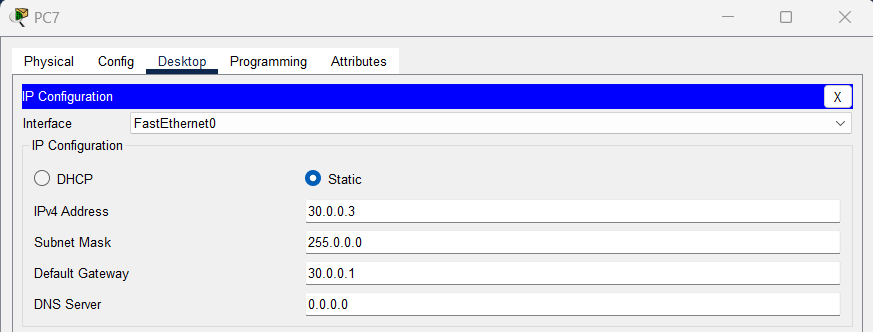 PC7
Physical Config Desktop Programming Attributes
IP Configuration X
Interface FastEthernet0
IP Configuration
DHCP Static
IPv4 Address 30.0.0.3
Subnet Mask 255.0.0.0
Default Gateway 30.0.0.1
DNS Server 0.0.0.0